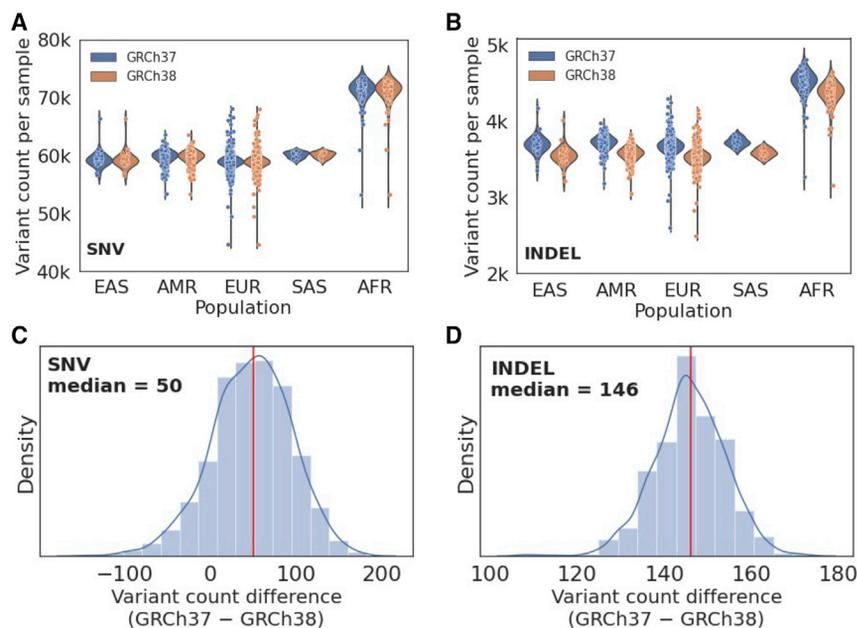 A
Variant count per sample
80k
70k
60k
50k
40k
GRCh37
GRCh38
SNV
EAS AMR EUR SAS AFR
Population
B
Variant count per sample
5k
4k
3k
2k
GRCh37
GRCh38
INDEL
EAS AMR EUR SAS AFR
Population
C
SNV
median = 50
Density
−100 0 100 200
Variant count difference
(GRCh37 − GRCh38)
D
INDEL
median = 146
Density
100 120 140 160 180
Variant count difference
(GRCh37 − GRCh38)